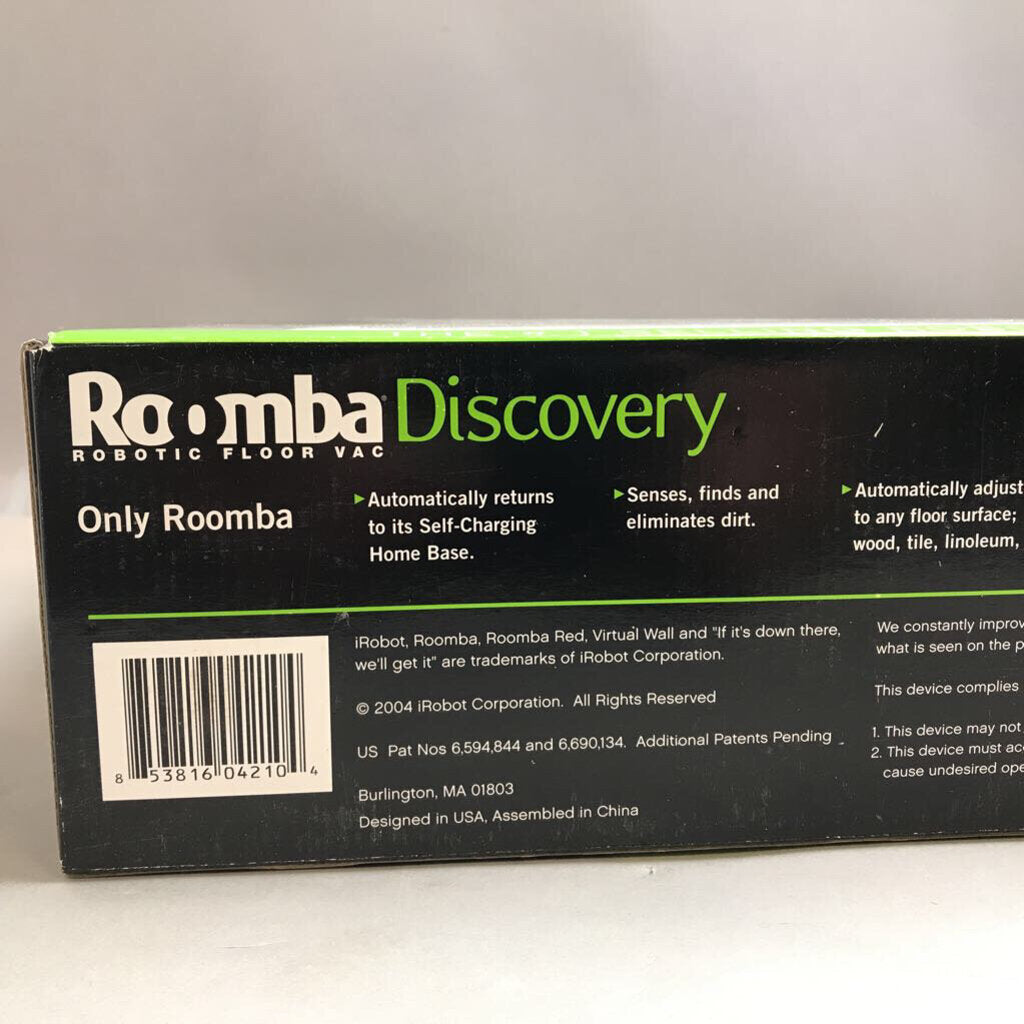 Roomba Discovery
ROBOTIC FLOOR VAC
Only Roomba
▶Automatically returns
to its Self-Charging
Home Base.
▶Senses, finds and
eliminates dirt.
▶Automatically adjust
to any floor surface;
wood, tile, linoleum,
iRobot, Roomba, Roomba Red, Virtual Wall and "If it's down there,
we'll get it" are trademarks of iRobot Corporation.
© 2004 iRobot Corporation. All Rights Reserved
US Pat Nos 6,594,844 and 6,690,134. Additional Patents Pending
Burlington, MA 01803
Designed in USA, Assembled in China
We constantly improv
what is seen on the p
This device complies
1. This device may not
2. This device must ac
cause undesired ope
8 53816 04210 4